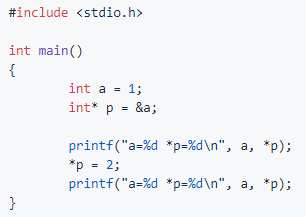 #include <stdio.h>
int main()
{
int a = 1;
int* p = &a;
printf("a=%d *p=%d\n", a, *p);
*p = 2;
printf("a=%d *p=%d\n", a, *p);
}